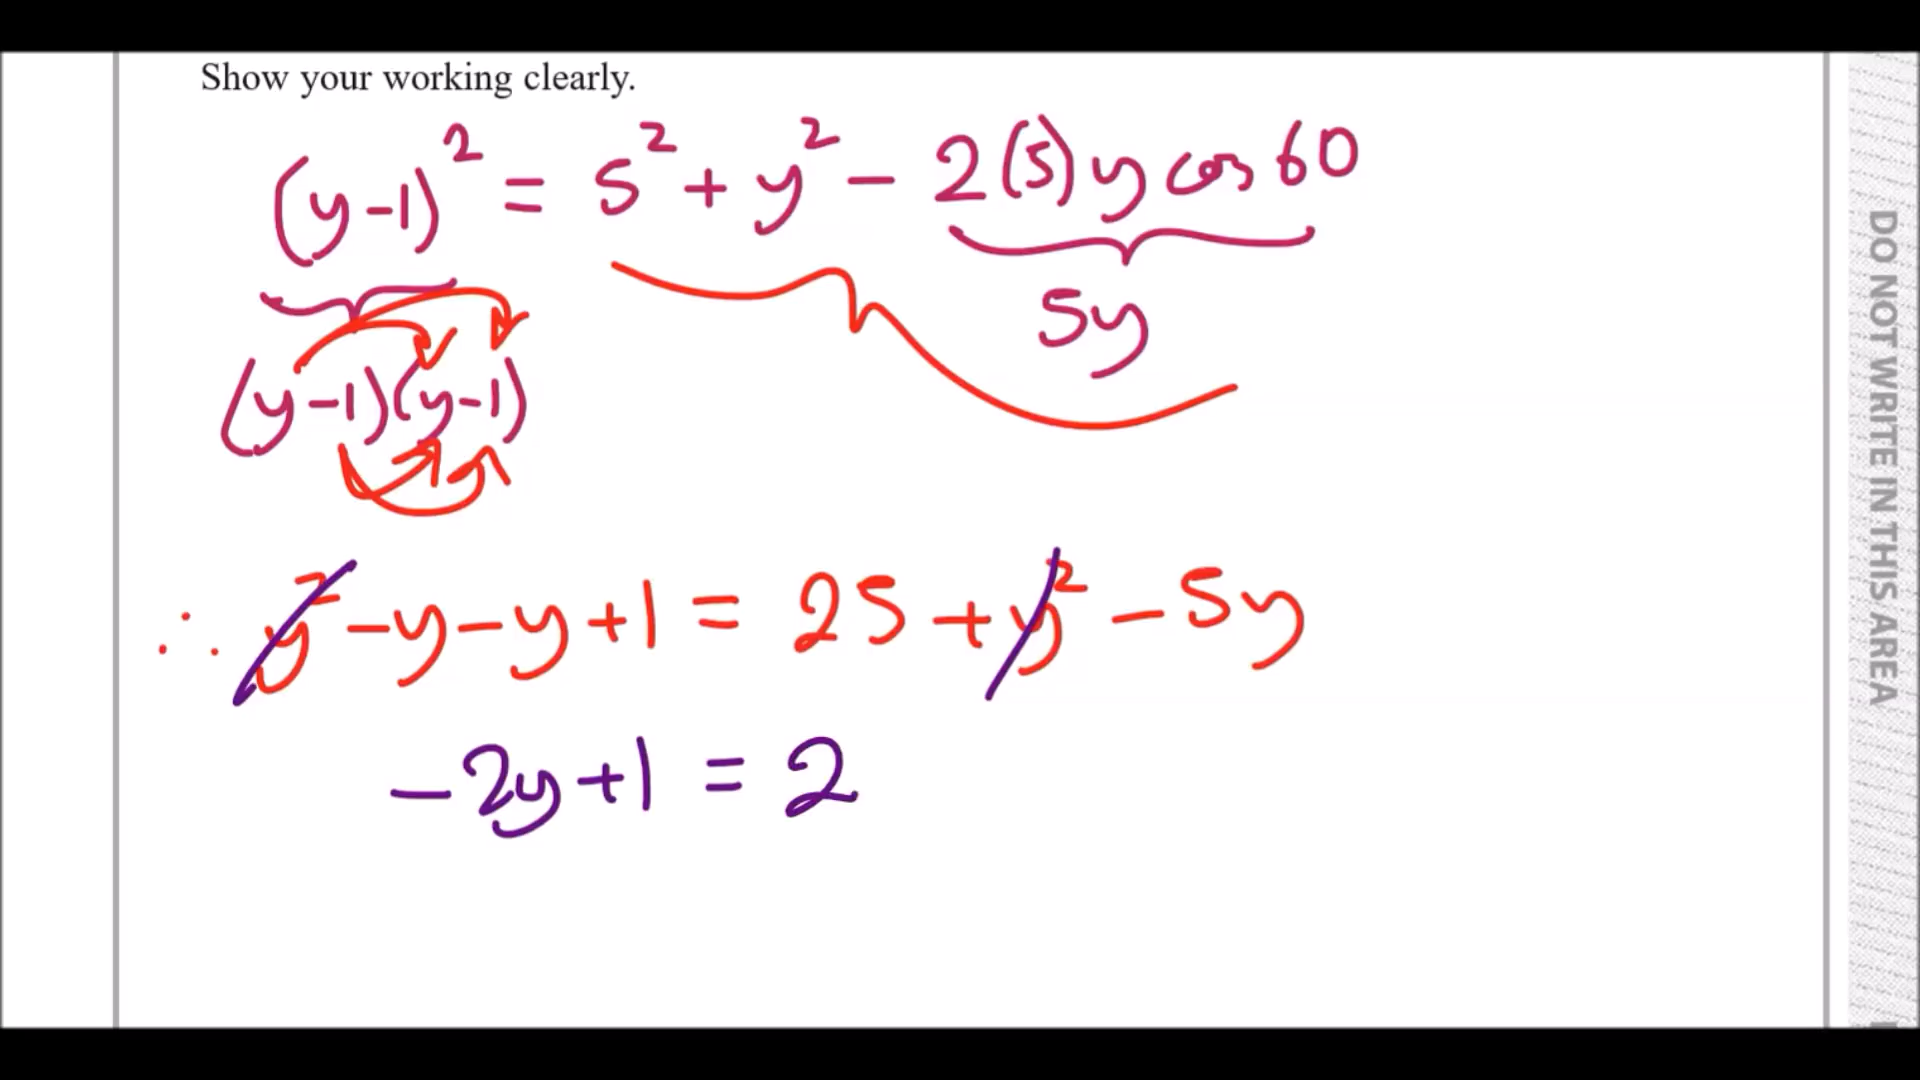 Show your working clearly.
(y-1)² = 5² + y² - 2(5)y cos 60
5y
(y-1)(y-1)
∴ y² - y - y + 1 = 25 + y² - 5y
-2y + 1 = 2
DO NOT WRITE IN THIS AREA